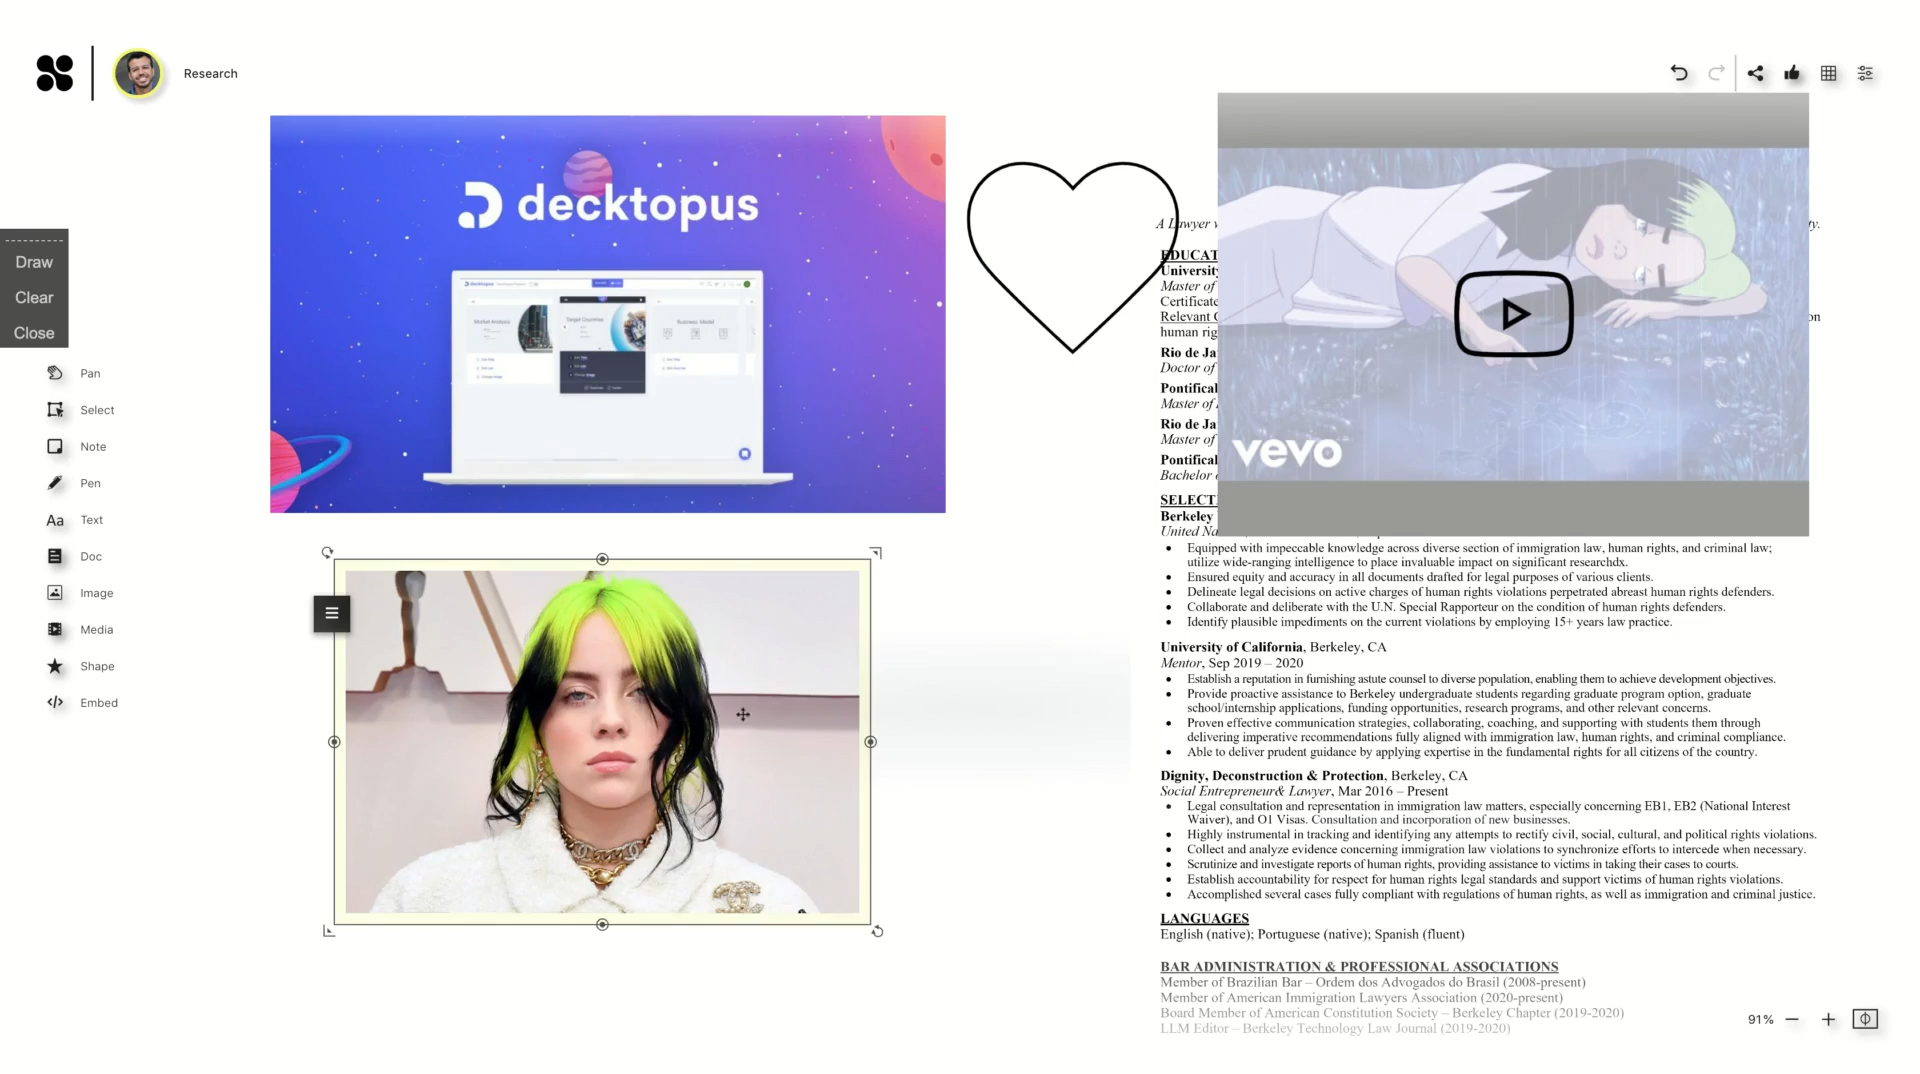 Research
decktopus
Draw
Clear
Close
Pan
Select
Note
Pen
Text
Doc
Image
Media
Shape
Embed
Aa
decktopus
Market Analysis
Target Countries
Business Model
vevo
A Lawyer
ty.
EDUCAT
University
Master of
Certificate
Relevant
on
human rig
Rio de Ja
Doctor of
Pontifical
Master of
Rio de Ja
Master of
Pontifical
Bachelor
SELECT
Berkeley
United Na
• Equipped with impeccable knowledge across diverse section of immigration law, human rights, and criminal law;
utilize wide-ranging intelligence to place invaluable impact on significant researchdx.
• Ensured equity and accuracy in all documents drafted for legal purposes of various clients.
• Delineate legal decisions on active charges of human rights violations perpetrated abreast human rights defenders.
• Collaborate and deliberate with the U.N. Special Rapporteur on the condition of human rights defenders.
• Identify plausible impediments on the current violations by employing 15+ years law practice.
University of California, Berkeley, CA
Mentor, Sep 2019 – 2020
• Establish a reputation in furnishing astute counsel to diverse population, enabling them to achieve development objectives.
• Provide proactive assistance to Berkeley undergraduate students regarding graduate program option, graduate
school/internship applications, funding opportunities, research programs, and other relevant concerns.
• Proven effective communication strategies, collaborating, coaching, and supporting with students them through
delivering imperative recommendations fully aligned with immigration law, human rights, and criminal compliance.
• Able to deliver prudent guidance by applying expertise in the fundamental rights for all citizens of the country.
Dignity, Deconstruction & Protection, Berkeley, CA
Social Entrepreneur& Lawyer, Mar 2016 – Present
• Legal consultation and representation in immigration law matters, especially concerning EB1, EB2 (National Interest
Waiver), and O1 Visas. Consultation and incorporation of new businesses.
• Highly instrumental in tracking and identifying any attempts to rectify civil, social, cultural, and political rights violations.
• Collect and analyze evidence concerning immigration law violations to synchronize efforts to intercede when necessary.
• Scrutinize and investigate reports of human rights, providing assistance to victims in taking their cases to courts.
• Establish accountability for respect for human rights legal standards and support victims of human rights violations.
• Accomplished several cases fully compliant with regulations of human rights, as well as immigration and criminal justice.
LANGUAGES
English (native); Portuguese (native); Spanish (fluent)
BAR ADMINISTRATION & PROFESSIONAL ASSOCIATIONS
Member of Brazilian Bar – Ordem dos Advogados do Brasil (2008-present)
Member of American Immigration Lawyers Association (2020-present)
Board Member of American Constitution Society – Berkeley Chapter (2019-2020)
LLM Editor – Berkeley Technology Law Journal (2019-2020)
91%